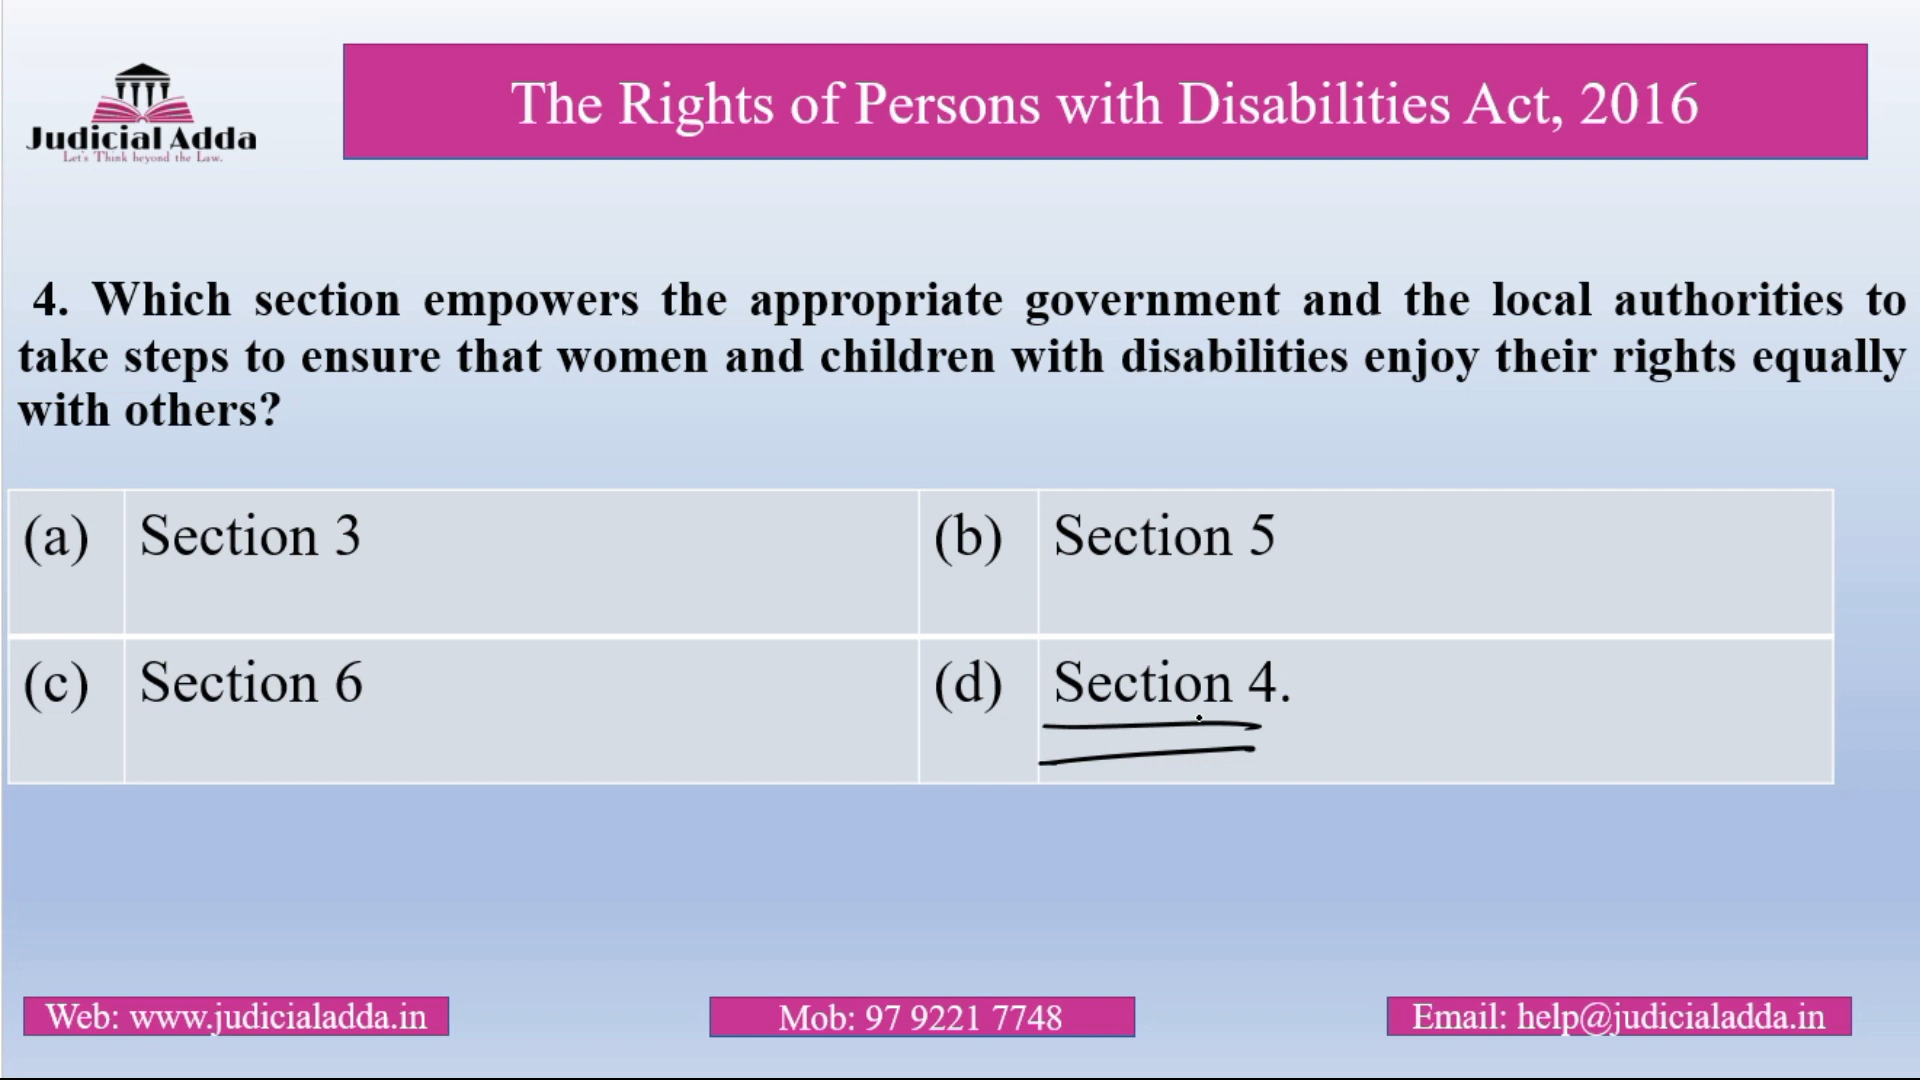 Judicial Adda
Let's Think beyond the Law.
The Rights of Persons with Disabilities Act, 2016
4. Which section empowers the appropriate government and the local authorities to
take steps to ensure that women and children with disabilities enjoy their rights equally
with others?
(a) Section 3
(b) Section 5
(c) Section 6
(d) Section 4.
Web: www.judicialadda.in
Mob: 97 9221 7748
Email: help@judicialadda.in